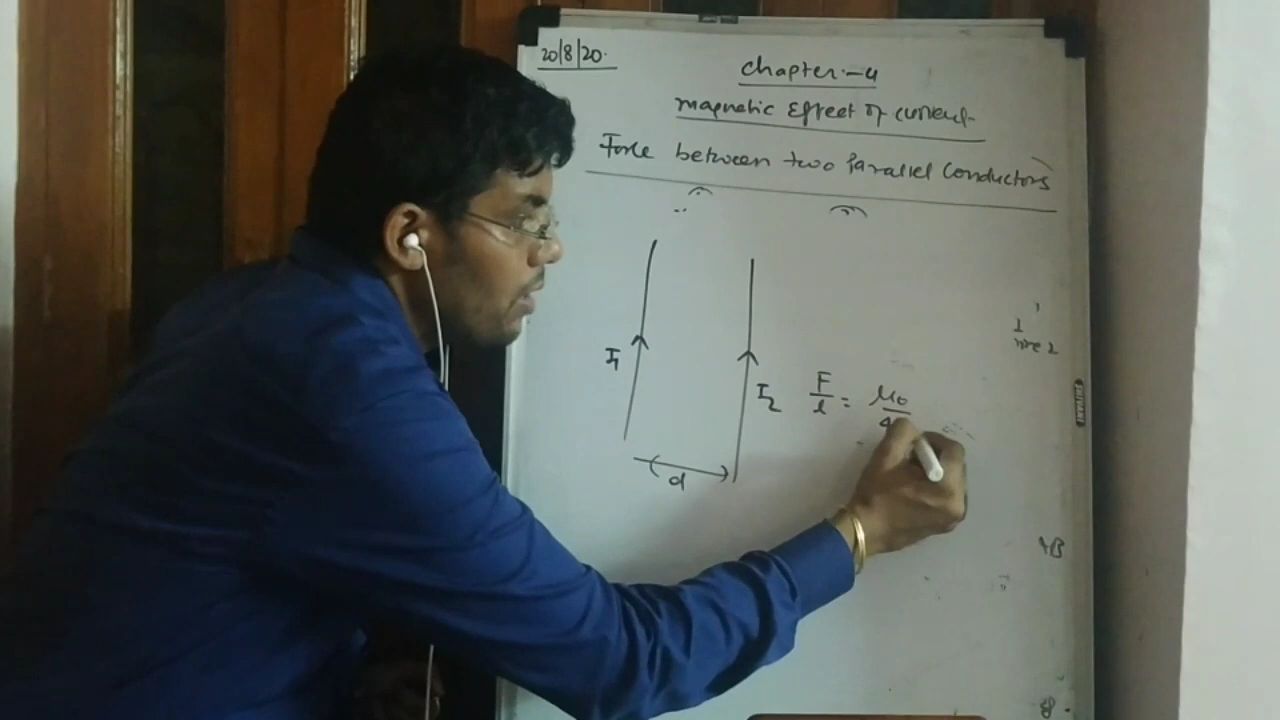 20/8/20.
Chapter:-4
Magnetic Effect of current-
Force between two Parallel Conductors
I1
I2
F/l = μ0/4
d